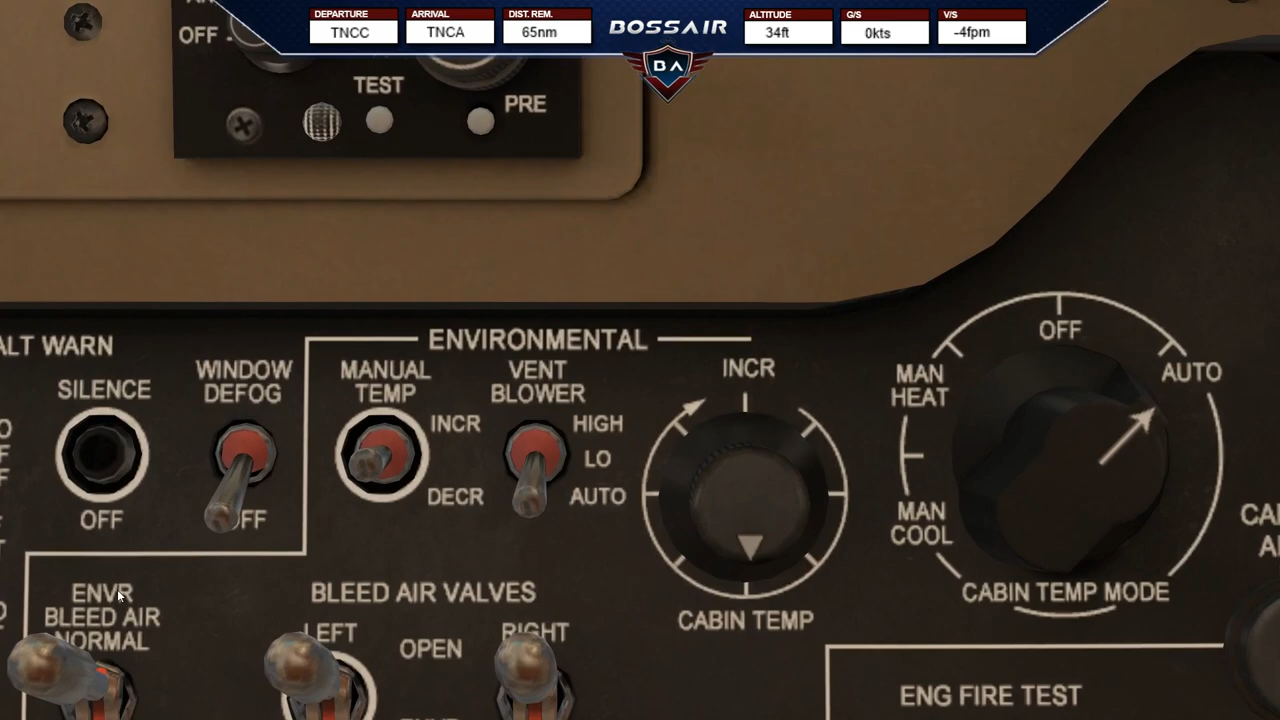 DEPARTURE
ARRIVAL
DIST. REM.
BOSSAIR
ALTITUDE
G/S
V/S
TNCC
TNCA
65nm
34ft
0kts
-4fpm
BA
OFF
TEST
PRE
ALT WARN
SILENCE
OFF
WINDOW
DEFOG
ENVIRONMENTAL
MANUAL
TEMP
INCR
DECR
VENT
BLOWER
HIGH
LO
AUTO
INCR
CABIN TEMP
OFF
MAN
HEAT
AUTO
MAN
COOL
CABIN TEMP MODE
ENVR
BLEED AIR
NORMAL
BLEED AIR VALVES
LEFT
OPEN
RIGHT
ENG FIRE TEST